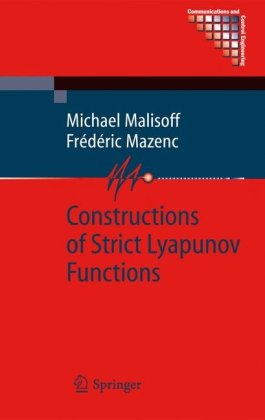 Communications and
Control Engineering
Michael Malisoff
Frédéric Mazenc
Constructions
of Strict Lyapunov
Functions
Springer